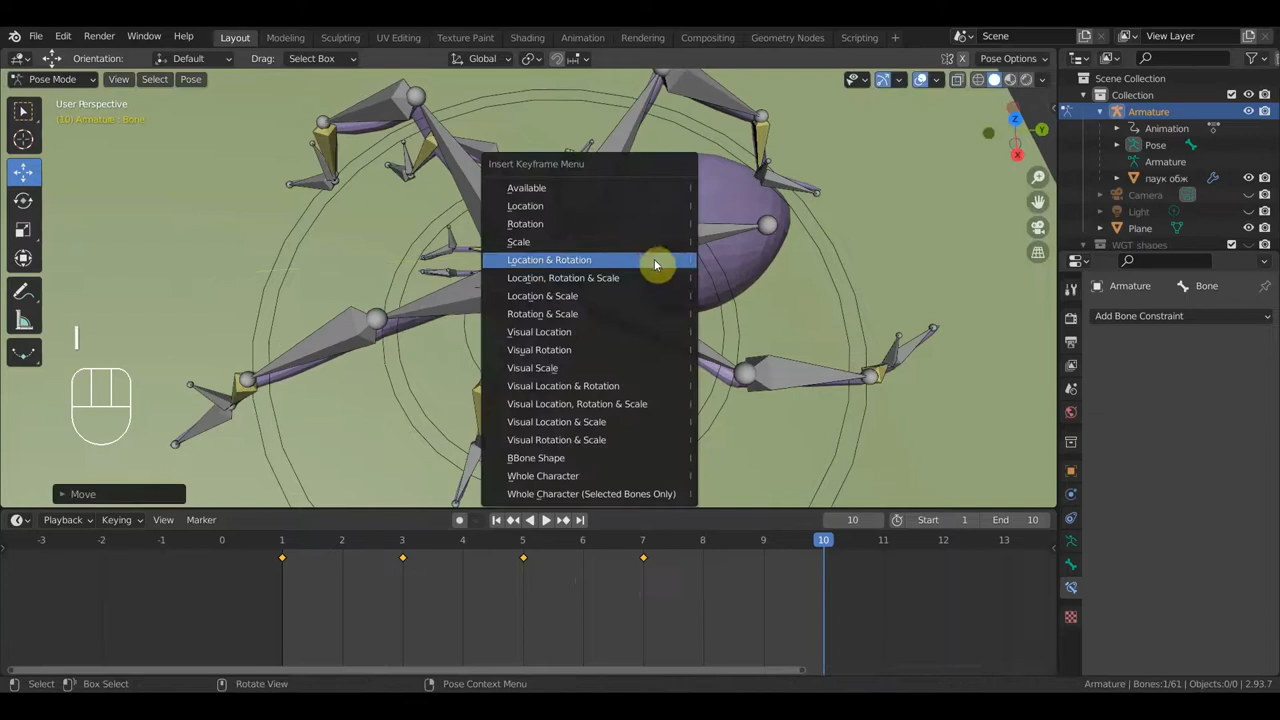 File Edit Render Window Help Layout Modeling Sculpting UV Editing Texture Paint Shading Animation Rendering Compositing Geometry Nodes Scripting + Scene View Layer
Orientation: Default Drag: Select Box Global X Pose Options
Pose Mode View Select Pose
User Perspective
(10) Armature : Bone
Z
Y
X
Insert Keyframe Menu
Available I
Location I
Rotation I
Scale I
Location & Rotation I
Location, Rotation & Scale I
Location & Scale I
Rotation & Scale I
Visual Location I
Visual Rotation I
Visual Scale I
Visual Location & Rotation I
Visual Location, Rotation & Scale I
Visual Location & Scale I
Visual Rotation & Scale I
BBone Shape I
Whole Character I
Whole Character (Selected Bones Only) I
I
Move
Scene Collection
Collection
Armature
Animation
Pose
Armature
паук обж
Camera
Light
Plane
WGT shapes
Armature Bone
Add Bone Constraint
Playback Keying View Marker 10 Start 1 End 10
-3 -2 -1 0 1 2 3 4 5 6 7 8 9 10 11 12 13
Select Box Select Rotate View Pose Context Menu Armature | Bones:1/61 | Objects:0/0 | 2.93.7